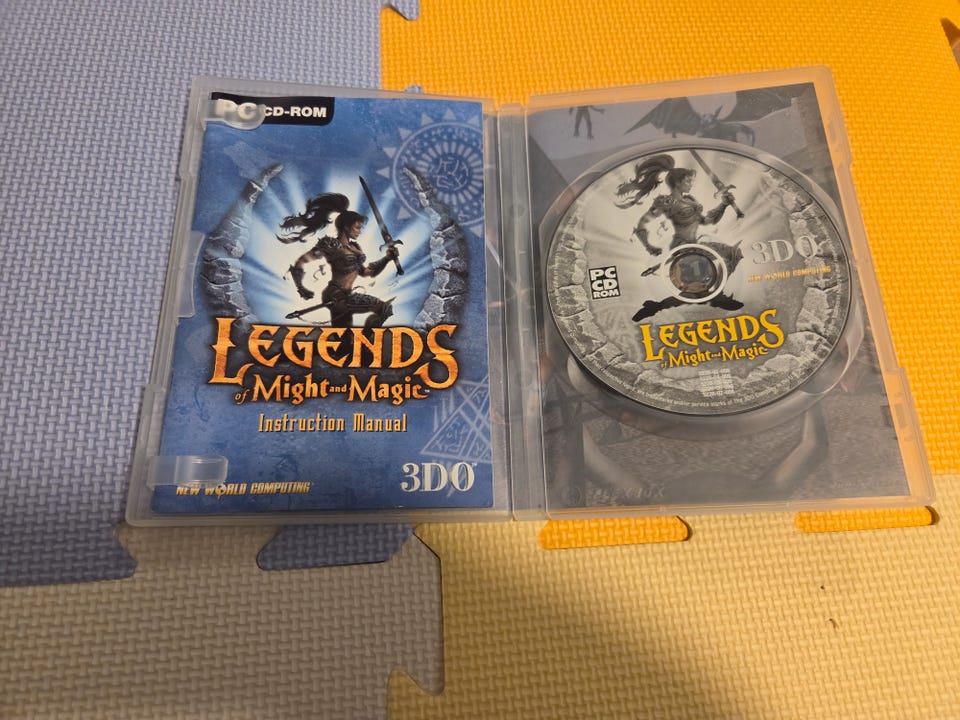 PC CD-ROM
LEGENDS
of Might and Magic™
Instruction Manual
NEW WORLD COMPUTING
3DO
3DO
NEW WORLD COMPUTING
PC
CD
ROM
LEGENDS
of Might and Magic